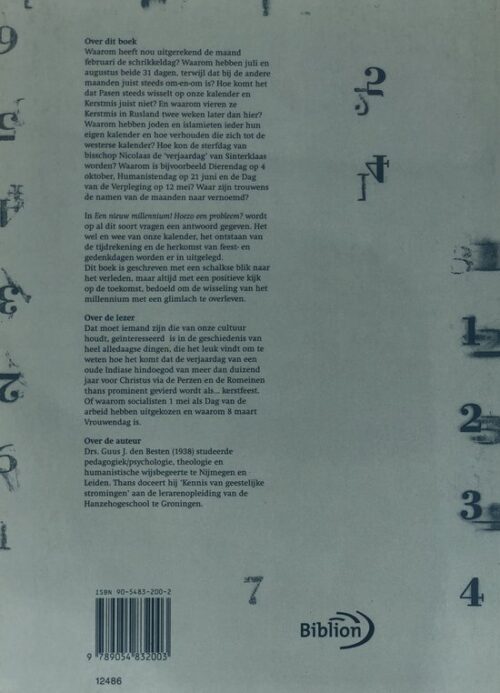 Over dit boek
Waarom heeft nou uitgerekend de maand
februari de schrikkeldag? Waarom hebben juli en
augustus beide 31 dagen, terwijl dat bij de andere
maanden juist steeds om-en-om is? Hoe komt het
dat Pasen steeds wisselt op onze kalender en
Kerstmis juist niet? En waarom vieren ze
Kerstmis in Rusland twee weken later dan hier?
Waarom hebben joden en islamieten ieder hun
eigen kalender en hoe verhouden die zich tot de
westerse kalender? Hoe kon de sterfdag van
bisschop Nicolaas de 'verjaardag' van Sinterklaas
worden? Waarom is bijvoorbeeld Dierendag op 4
oktober, Humanistendag op 21 juni en de Dag
van de Verpleging op 12 mei? Waar zijn trouwens
de namen van de maanden naar vernoemd?
In Een nieuw millennium! Hoezo een probleem? wordt
op al dit soort vragen een antwoord gegeven. Het
wel en wee van onze kalender, het ontstaan van
de tijdrekening en de herkomst van feest- en
gedenkdagen worden er in uitgelegd.
Dit boek is geschreven met een schalkse blik naar
het verleden, maar altijd met een positieve kijk
op de toekomst, bedoeld om de wisseling van het
millennium met een glimlach te overleven.
Over de lezer
Dat moet iemand zijn die van onze cultuur
houdt, geinteresseerd is in de geschiedenis van
heel alledaagse dingen, die het leuk vindt om te
weten hoe het komt dat de verjaardag van een
oude Indiase hindoegod van meer dan duizend
jaar voor Christus via de Perzen en de Romeinen
thans prominent gevierd wordt als... kerstfeest.
Of waarom socialisten 1 mei als Dag van de
arbeid hebben uitgekozen en waarom 8 maart
Vrouwendag is.
Over de auteur
Drs. Guus J. den Besten (1938) studeerde
pedagogiek/psychologie, theologie en
humanistische wijsbegeerte te Nijmegen en
Leiden. Thans doceert hij 'Kennis van geestelijke
stromingen' aan de lerarenopleiding van de
Hanzehogeschool te Groningen.
ISBN 90-5483-200-2
9 789054 832003
12486
Biblion
7
2
4
1
2
3
4
9
5
4
3
2
1